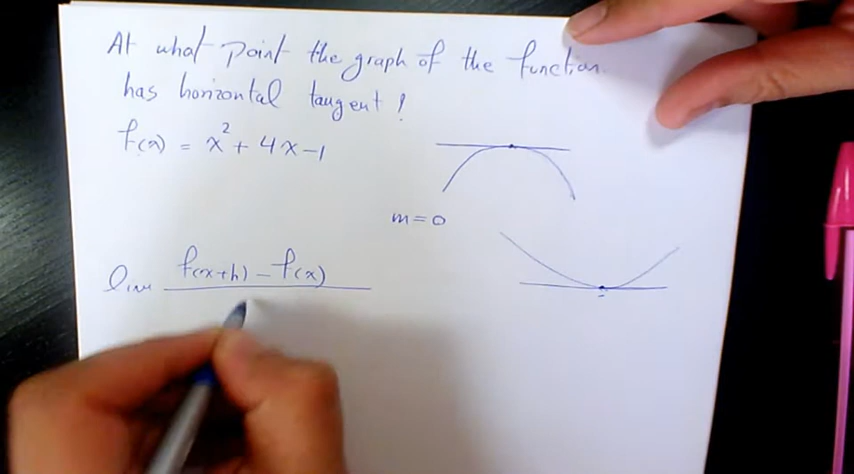 At what point the graph of the function
has horizontal tangent?
f(x) = x² + 4x - 1
m = 0
lim f(x+h) - f(x)